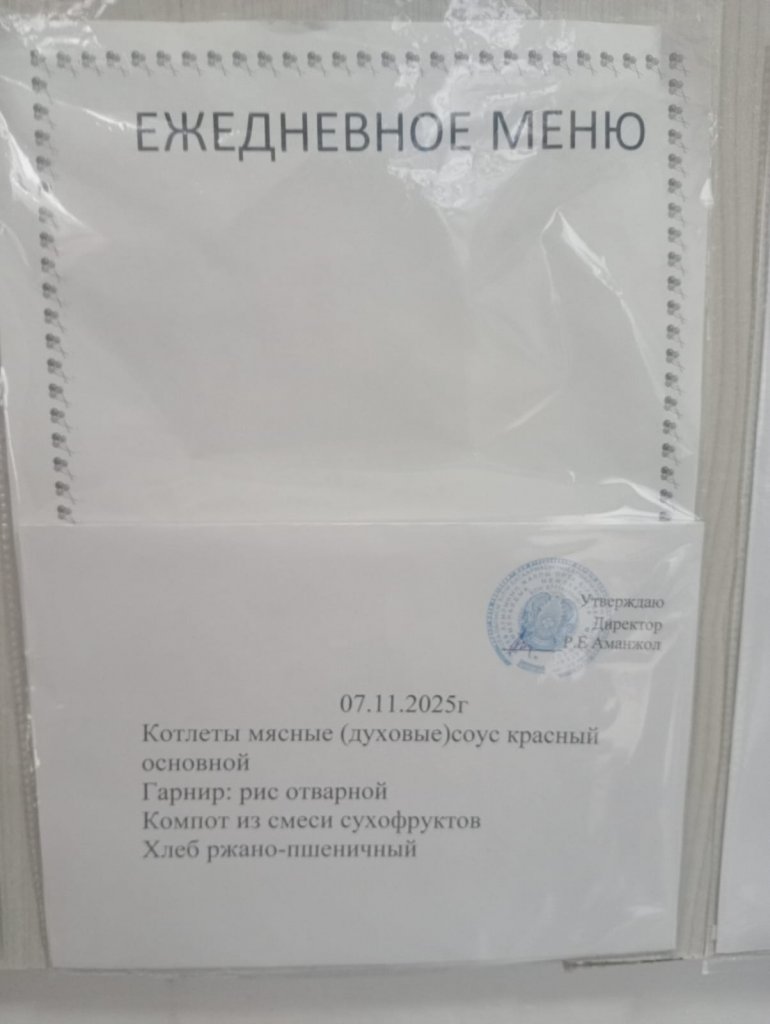 ЕЖЕДНЕВНОЕ МЕНЮ
Утверждаю
Директор
Р.Е Аманжол
07.11.2025г
Котлеты мясные (духовые)соус красный
основной
Гарнир: рис отварной
Компот из смеси сухофруктов
Хлеб ржано-пшеничный